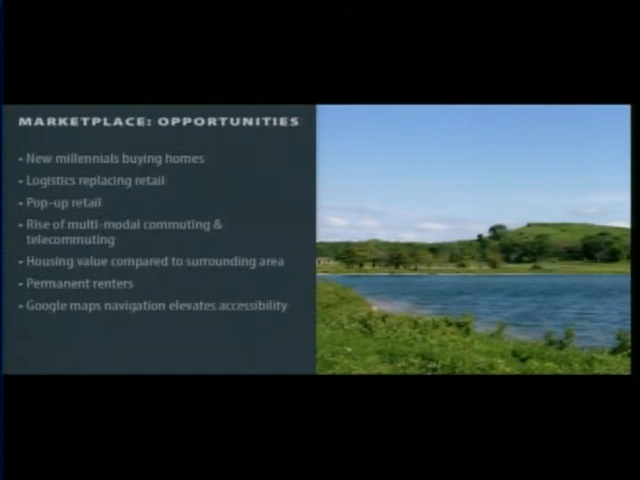 MARKETPLACE: OPPORTUNITIES
• New millennials buying homes
• Logistics replacing retail
• Pop-up retail
• Rise of multi-modal commuting &
telecommuting
• Housing value compared to surrounding area
• Permanent renters
• Google maps navigation elevates accessibility